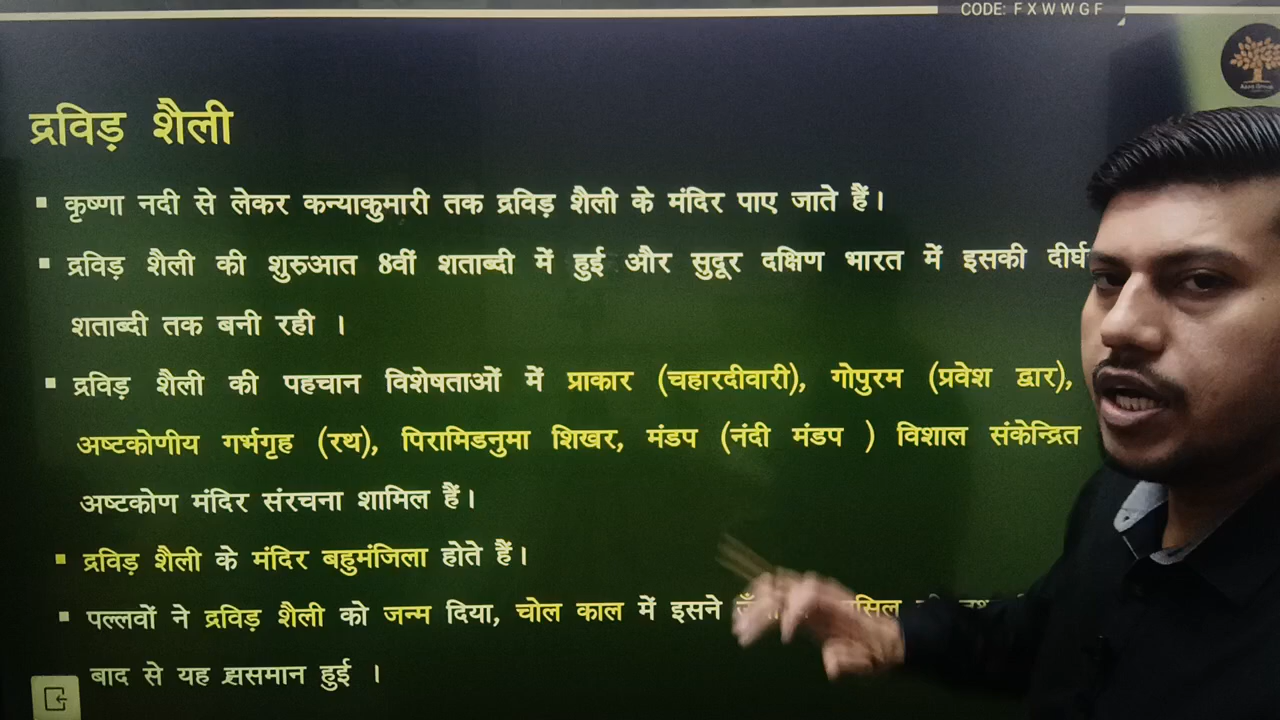 CODE: F X W W G F
द्रविड़ शैली
▪ कृष्णा नदी से लेकर कन्याकुमारी तक द्रविड़ शैली के मंदिर पाए जाते हैं।
▪ द्रविड़ शैली की शुरुआत 8वीं शताब्दी में हुई और सुदूर दक्षिण भारत में इसकी
शताब्दी तक बनी रही ।
▪ द्रविड़ शैली की पहचान विशेषताओं में प्राकार (चहारदीवारी), गोपुरम (प्रवेश द्वार),
अष्टकोणीय गर्भगृह (रथ), पिरामिडनुमा शिखर, मंडप (नंदी मंडप ) विशाल संकेन्द्रित
अष्टकोण मंदिर संरचना शामिल हैं।
▪ द्रविड़ शैली के मंदिर बहुमंजिला होते हैं।
▪ पल्लवों ने द्रविड़ शैली को जन्म दिया, चोल काल में इसने
बाद से यह ह्रासमान हुई ।